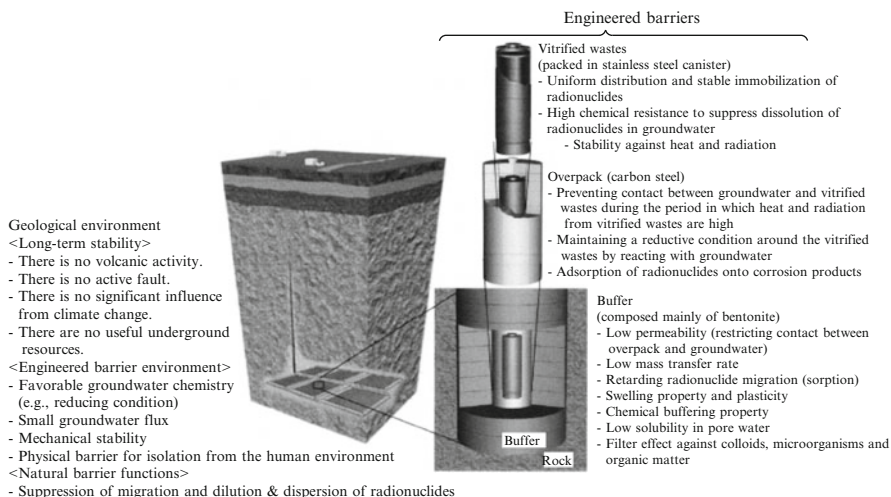 Engineered barriers
Vitrified wastes
(packed in stainless steel canister)
- Uniform distribution and stable immobilization of
radionuclides
- High chemical resistance to suppress dissolution of
radionuclides in groundwater
- Stability against heat and radiation
Overpack (carbon steel)
- Preventing contact between groundwater and vitrified
wastes during the period in which heat and radiation
from vitrified wastes are high
- Maintaining a reductive condition around the vitrified
wastes by reacting with groundwater
- Adsorption of radionuclides onto corrosion products
Buffer
(composed mainly of bentonite)
- Low permeability (restricting contact between
overpack and groundwater)
- Low mass transfer rate
- Retarding radionuclide migration (sorption)
- Swelling property and plasticity
- Chemical buffering property
- Low solubility in pore water
- Filter effect against colloids, microorganisms and
organic matter
Buffer
Rock
Geological environment
<Long-term stability>
- There is no volcanic activity.
- There is no active fault.
- There is no significant influence
from climate change.
- There are no useful underground
resources.
<Engineered barrier environment>
- Favorable groundwater chemistry
(e.g., reducing condition)
- Small groundwater flux
- Mechanical stability
- Physical barrier for isolation from the human environment
<Natural barrier functions>
- Suppression of migration and dilution & dispersion of radionuclides